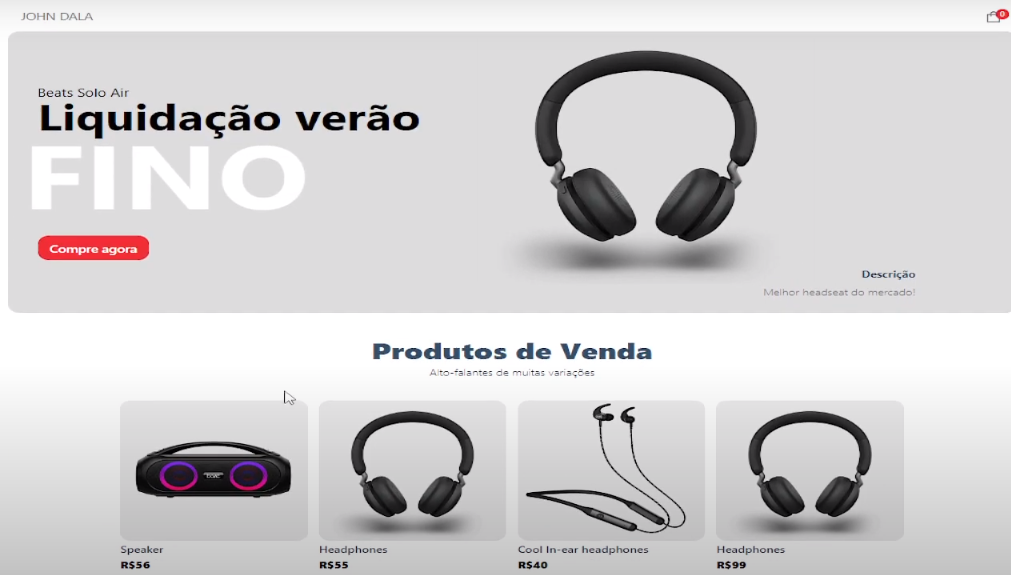 JOHN DALA
0
Beats Solo Air
Liquidação verão
FINO
Compre agora
Descrição
Melhor headseat do mercado!
Produtos de Venda
Alto-falantes de muitas variações
Speaker
R$56
Headphones
R$55
Cool In-ear headphones
R$40
Headphones
R$99